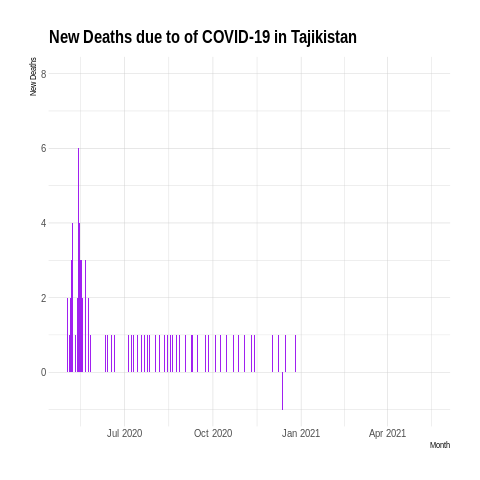 New Deaths due to of COVID-19 in Tajikistan
New Deaths
8
6
4
2
0
Jul 2020 Oct 2020 Jan 2021 Apr 2021
Month